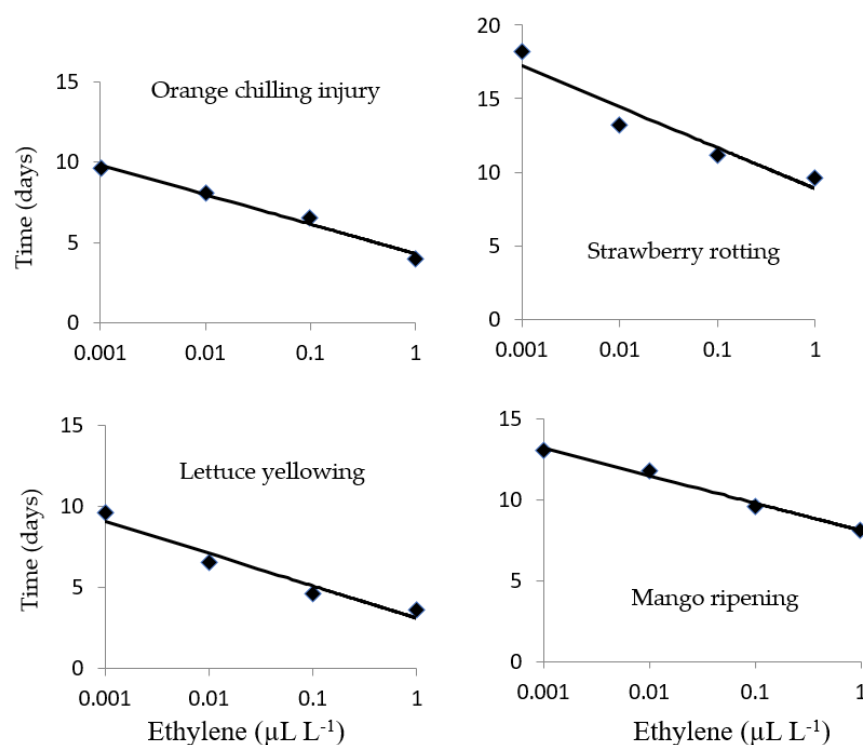 Orange chilling injury
Time (days)
15
10
5
0
0.001 0.01 0.1 1
Strawberry rotting
20
15
10
5
0
0.001 0.01 0.1 1
Lettuce yellowing
Time (days)
15
10
5
0
0.001 0.01 0.1 1
Ethylene (µL L⁻¹)
Mango ripening
15
10
5
0
0.001 0.01 0.1 1
Ethylene (µL L⁻¹)